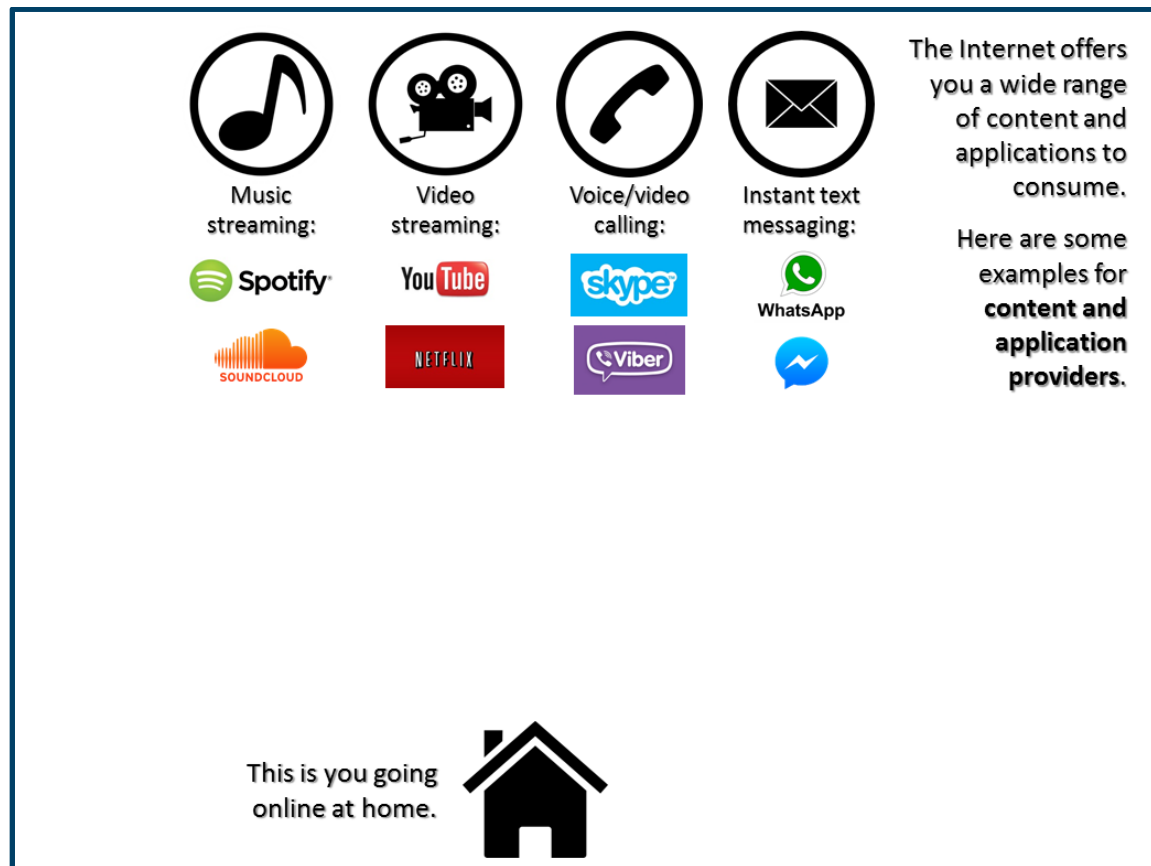 Music
streaming:
Video
streaming:
Voice/video
calling:
Instant text
messaging:
Spotify®
YouTube
skype
WhatsApp
SOUNDCLOUD
NETFLIX
Viber
The Internet offers
you a wide range
of content and
applications to
consume.
Here are some
examples for
content and
application
providers.
This is you going
online at home.